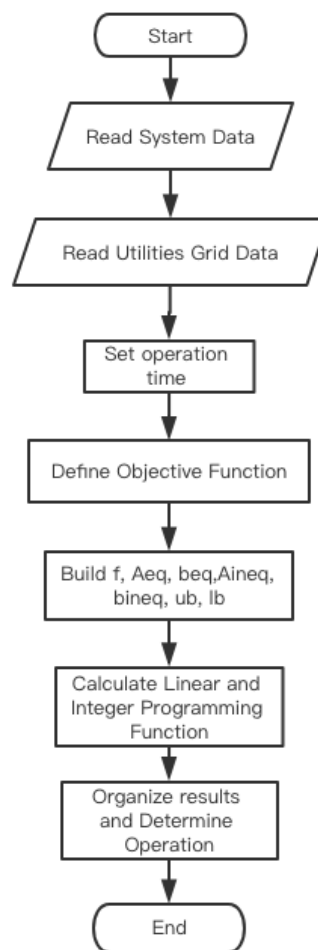 Start
Read System Data
Read Utilities Grid Data
Set operation
time
Define Objective Function
Build f, Aeq, beq,Aineq,
bineq, ub, lb
Calculate Linear and
Integer Programming
Function
Organize results
and Determine
Operation
End